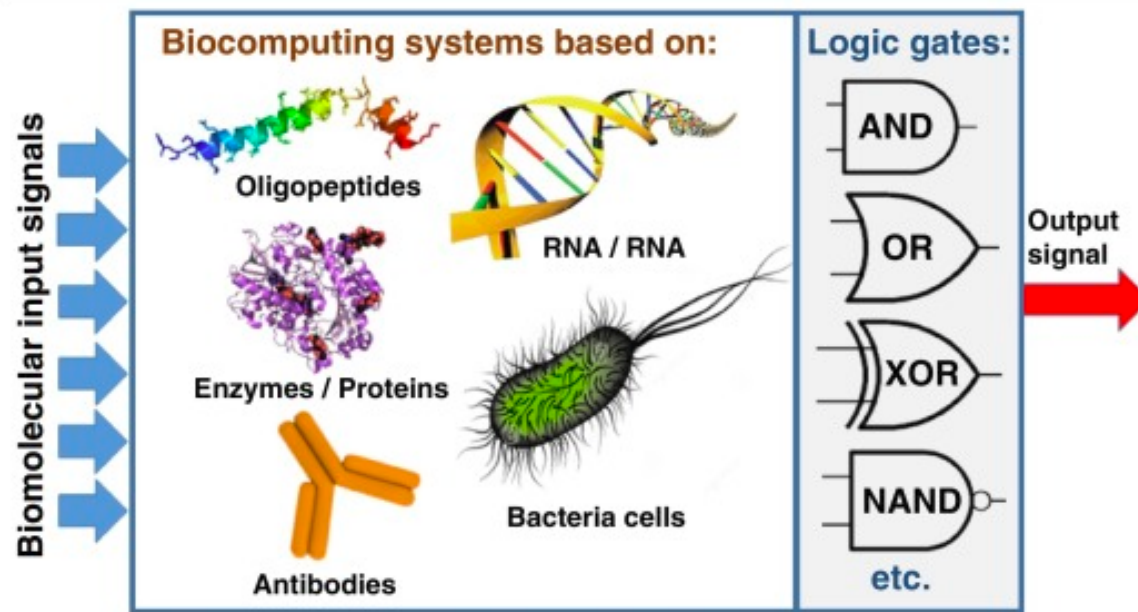 Biomolecular input signals
Biocomputing systems based on:
Oligopeptides
RNA / RNA
Enzymes / Proteins
Bacteria cells
Antibodies
Logic gates:
AND
OR
XOR
NAND
etc.
Output
signal